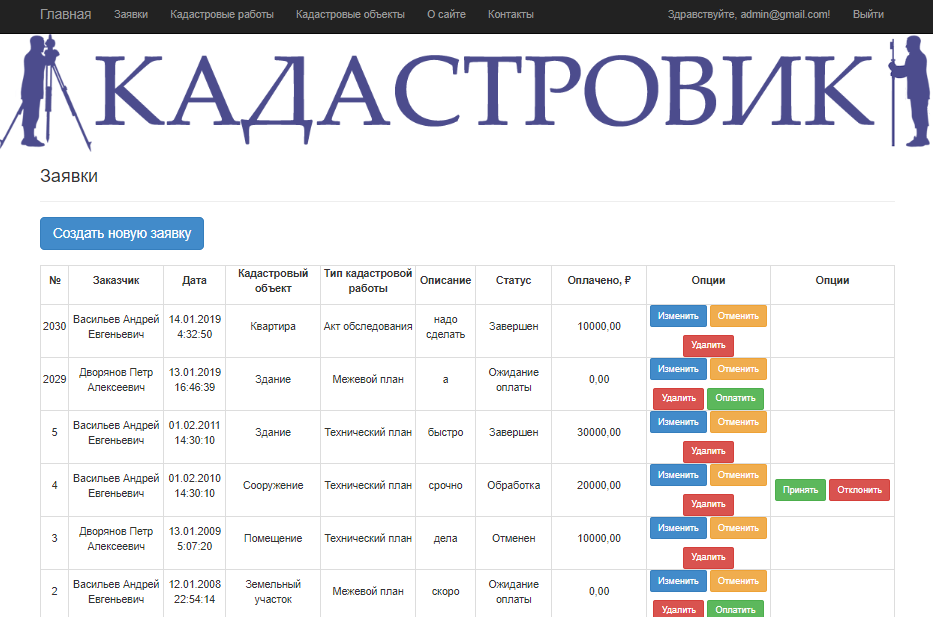 Главная Заявки Кадастровые работы Кадастровые объекты О сайте Контакты Здравствуйте, admin@gmail.com! Выйти
КАДАСТРОВИК
Заявки
Создать новую заявку
№ Заказчик Дата Кадастровый объект Тип кадастровой работы Описание Статус Оплачено, ₽ Опции Опции
2030 Васильев Андрей Евгеньевич 14.01.2019 4:32:50 Квартира Акт обследования надо сделать Завершен 10000,00 Изменить Отменить Удалить
2029 Дворянов Петр Алексеевич 13.01.2019 16:46:39 Здание Межевой план а Ожидание оплаты 0,00 Изменить Отменить Удалить Оплатить
5 Васильев Андрей Евгеньевич 01.02.2011 14:30:10 Здание Технический план быстро Завершен 30000,00 Изменить Отменить Удалить
4 Васильев Андрей Евгеньевич 01.02.2010 14:30:10 Сооружение Технический план срочно Обработка 20000,00 Изменить Отменить Удалить Принять Отклонить
3 Дворянов Петр Алексеевич 13.01.2009 5:07:20 Помещение Технический план дела Отменен 10000,00 Изменить Отменить Удалить
2 Васильев Андрей Евгеньевич 12.01.2008 22:54:14 Земельный участок Межевой план скоро Ожидание оплаты 0,00 Изменить Отменить Удалить Оплатить